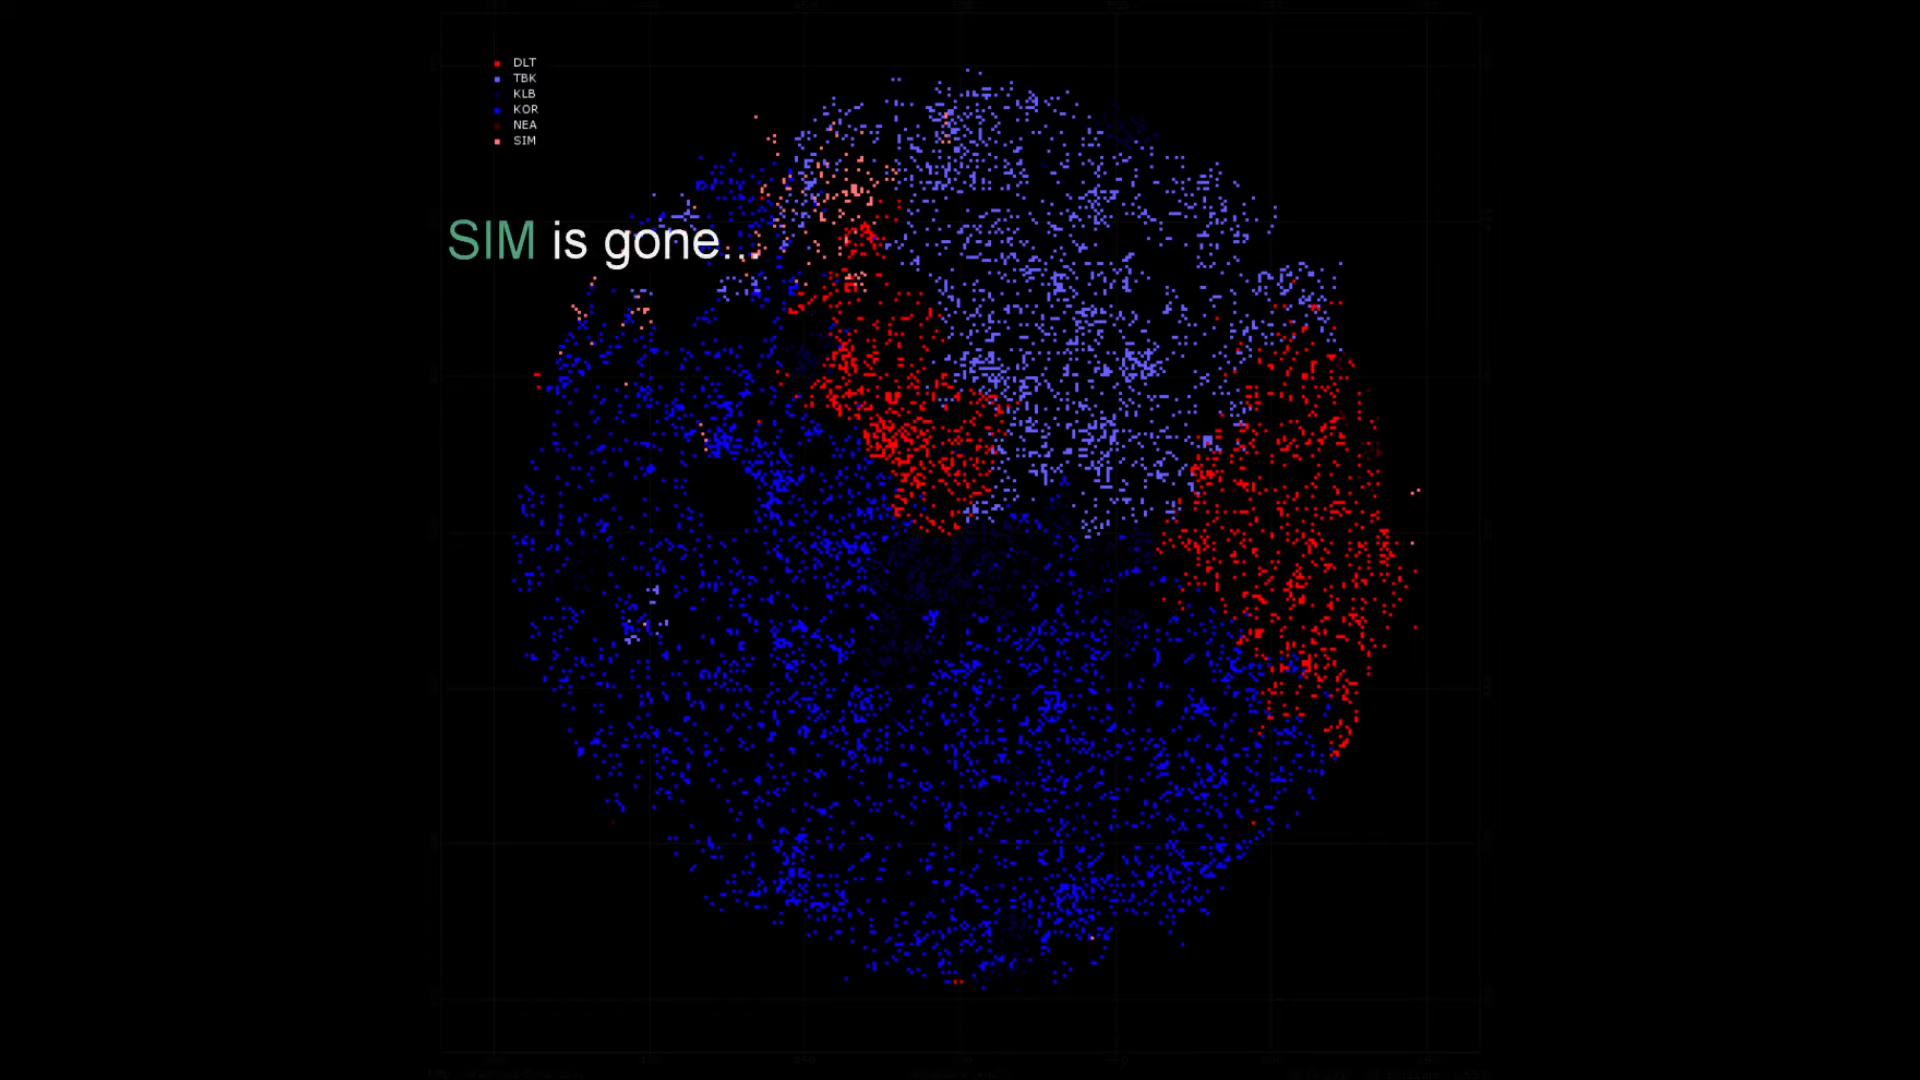 DLT
TBK
KLB
KOR
NEA
SIM
SIM is gone...